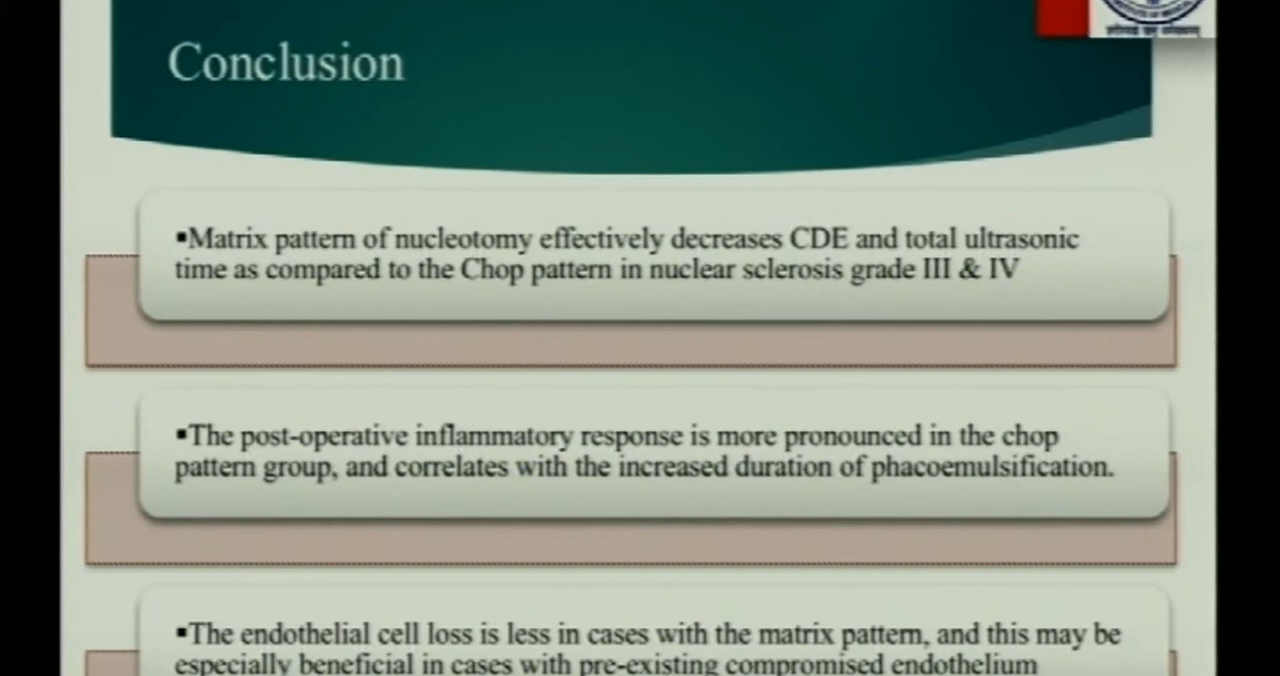 Conclusion
▪Matrix pattern of nucleotomy effectively decreases CDE and total ultrasonic
time as compared to the Chop pattern in nuclear sclerosis grade III & IV
▪The post-operative inflammatory response is more pronounced in the chop
pattern group, and correlates with the increased duration of phacoemulsification.
▪The endothelial cell loss is less in cases with the matrix pattern, and this may be
especially beneficial in cases with pre-existing compromised endothelium